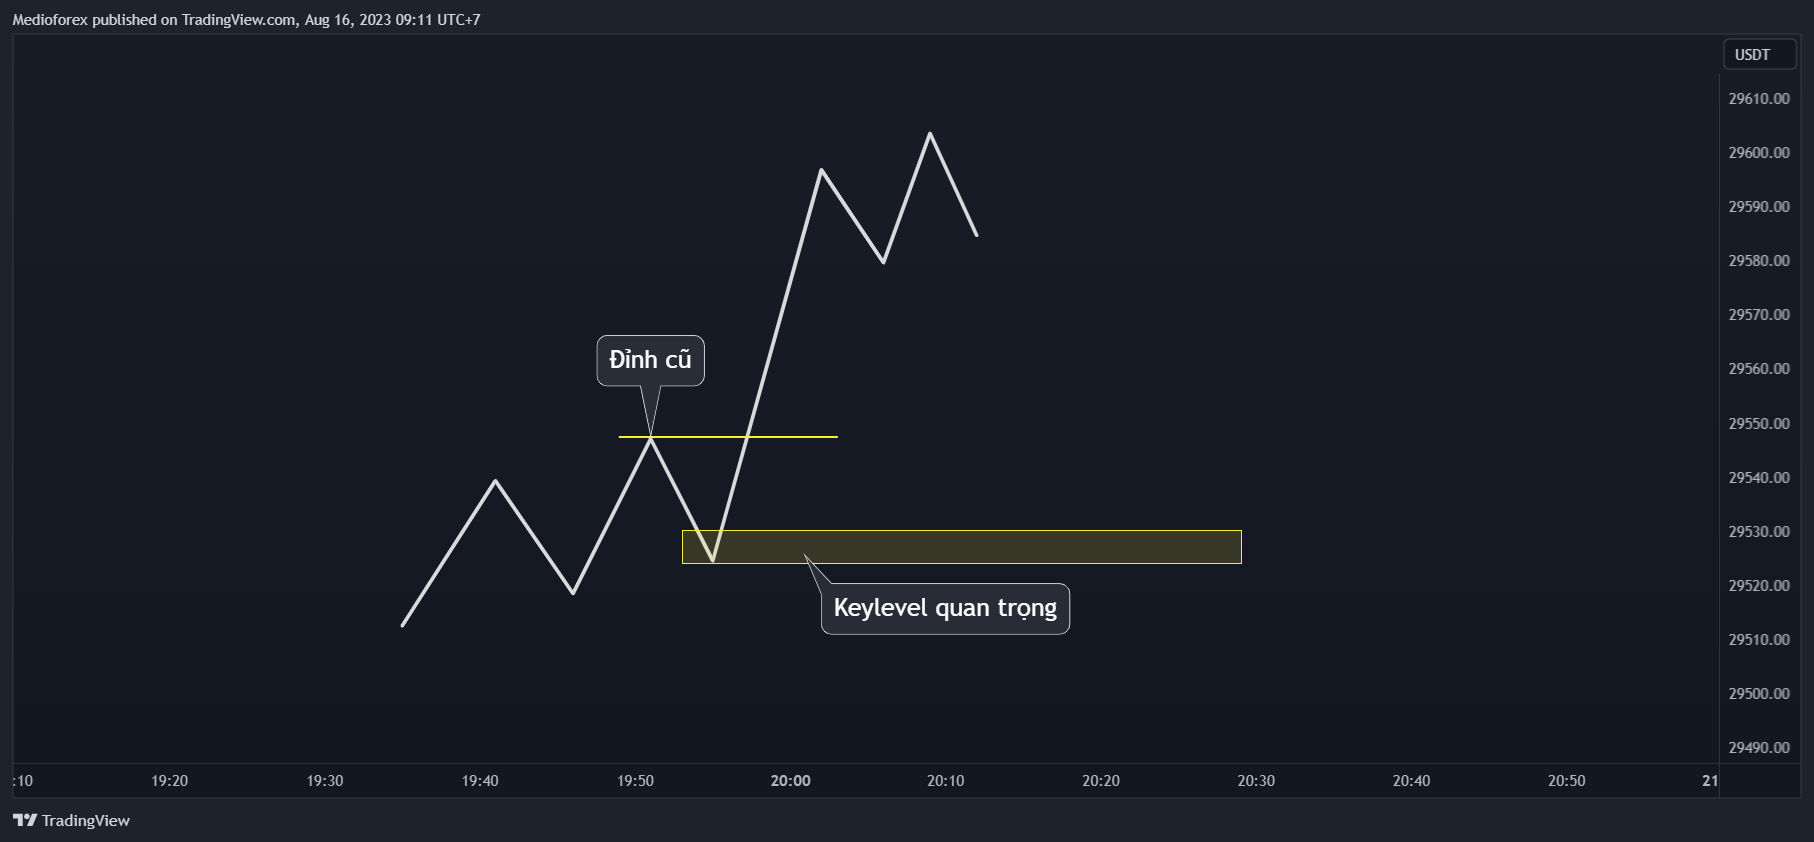 Medioforex published on TradingView.com, Aug 16, 2023 09:11 UTC+7
USDT
29610.00
29600.00
29590.00
29580.00
29570.00
Đỉnh cũ
29560.00
29550.00
29540.00
29530.00
29520.00
Keylevel quan trọng
29510.00
29500.00
29490.00
:10 19:20 19:30 19:40 19:50 20:00 20:10 20:20 20:30 20:40 20:50 21
TradingView